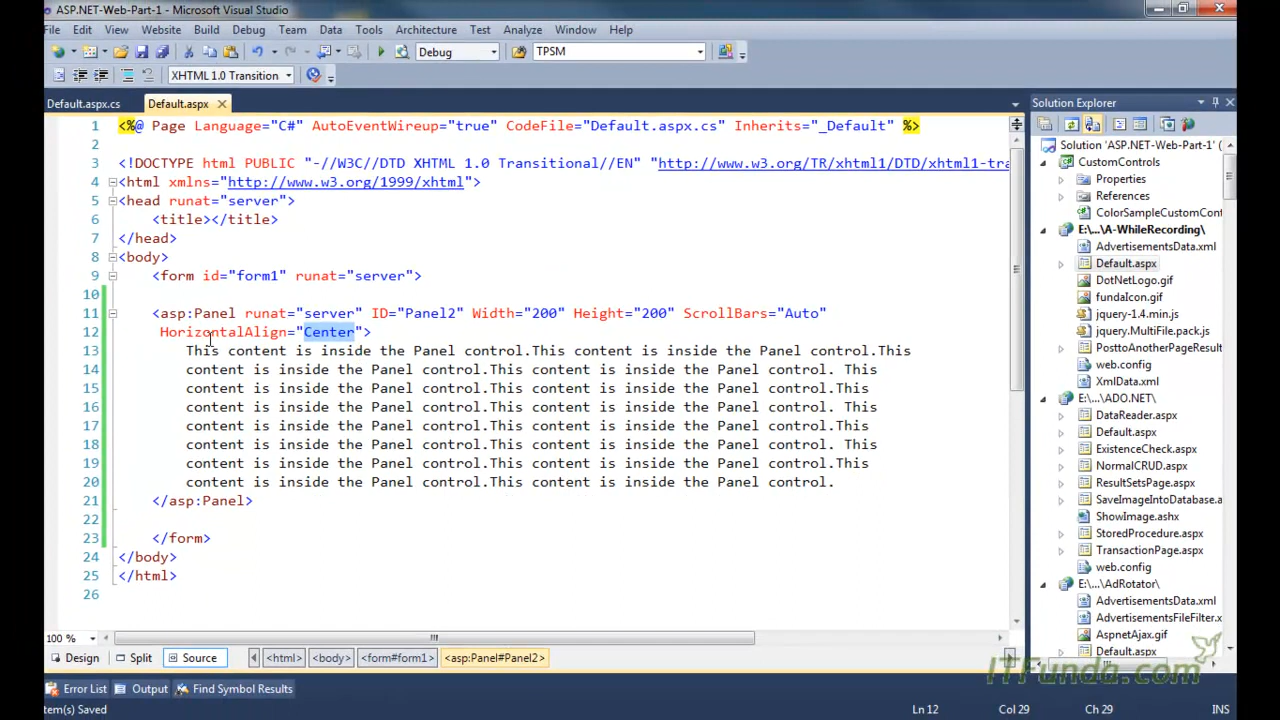 ASP.NET-Web-Part-1 - Microsoft Visual Studio
File Edit View Website Build Debug Team Data Tools Architecture Test Analyze Window Help
Debug TPSM
XHTML 1.0 Transition
Default.aspx.cs Default.aspx
Solution Explorer
1 <%@ Page Language="C#" AutoEventWireup="true" CodeFile="Default.aspx.cs" Inherits="_Default" %>
2
3 <!DOCTYPE html PUBLIC "-//W3C//DTD XHTML 1.0 Transitional//EN" "http://www.w3.org/TR/xhtml1/DTD/xhtml1-tra
4 <html xmlns="http://www.w3.org/1999/xhtml">
5 <head runat="server">
6 <title></title>
7 </head>
8 <body>
9 <form id="form1" runat="server">
10
11 <asp:Panel runat="server" ID="Panel2" Width="200" Height="200" ScrollBars="Auto"
12 HorizontalAlign="Center">
13 This content is inside the Panel control.This content is inside the Panel control.This
14 content is inside the Panel control.This content is inside the Panel control. This
15 content is inside the Panel control.This content is inside the Panel control.This
16 content is inside the Panel control.This content is inside the Panel control. This
17 content is inside the Panel control.This content is inside the Panel control.This
18 content is inside the Panel control.This content is inside the Panel control. This
19 content is inside the Panel control.This content is inside the Panel control.This
20 content is inside the Panel control.This content is inside the Panel control.
21 </asp:Panel>
22
23 </form>
24 </body>
25 </html>
26
Solution 'ASP.NET-Web-Part-1' (
CustomControls
Properties
References
ColorSampleCustomCont
E:\...\A-WhileRecording\
AdvertisementsData.xml
Default.aspx
DotNetLogo.gif
fundaIcon.gif
jquery-1.4.min.js
jquery.MultiFile.pack.js
PosttoAnotherPageResult
web.config
XmlData.xml
E:\...\ADO.NET\
DataReader.aspx
Default.aspx
ExistenceCheck.aspx
NormalCRUD.aspx
ResultSetsPage.aspx
SaveImageIntoDatabase.a
ShowImage.ashx
StoredProcedure.aspx
TransactionPage.aspx
web.config
E:\...\AdRotator\
AdvertisementsData.xml
AdvertisementsFileFilter.x
AspnetAjax.gif
Default.aspx
100 %
Design Split Source <html> <body> <form#form1> <asp:Panel#Panel2>
ITFunda.com
Error List Output Find Symbol Results
tem(s) Saved Ln 12 Col 29 Ch 29 INS